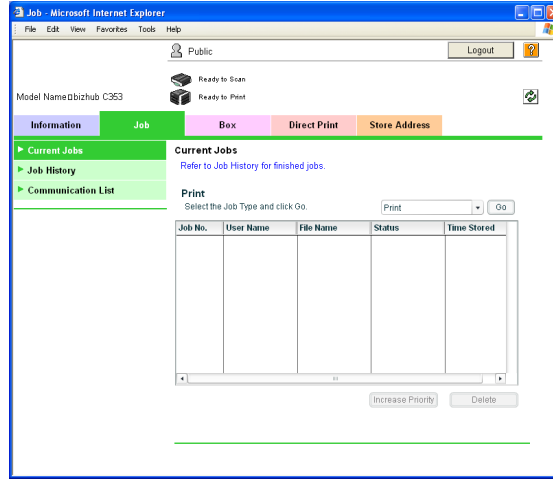 Job - Microsoft Internet Explorer
File Edit View Favorites Tools Help
Public
Logout
?
Ready to Scan
Model Name□bizhub C353
Ready to Print
Information Job Box Direct Print Store Address
Current Jobs
Job History
Communication List
Current Jobs
Refer to Job History for finished jobs.
Print
Select the Job Type and click Go.
Print
Go
Job No. User Name File Name Status Time Stored
Increase Priority Delete